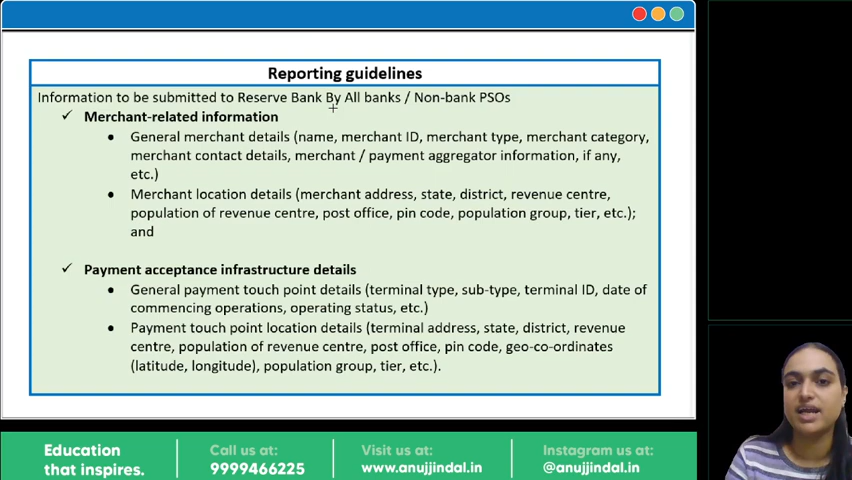 Reporting guidelines
Information to be submitted to Reserve Bank By All banks / Non-bank PSOs
✓ Merchant-related information
● General merchant details (name, merchant ID, merchant type, merchant category,
merchant contact details, merchant / payment aggregator information, if any,
etc.)
● Merchant location details (merchant address, state, district, revenue centre,
population of revenue centre, post office, pin code, population group, tier, etc.);
and
✓ Payment acceptance infrastructure details
● General payment touch point details (terminal type, sub-type, terminal ID, date of
commencing operations, operating status, etc.)
● Payment touch point location details (terminal address, state, district, revenue
centre, population of revenue centre, post office, pin code, geo-co-ordinates
(latitude, longitude), population group, tier, etc.).
Education
that inspires.
Call us at:
9999466225
Visit us at:
www.anujjindal.in
Instagram us at:
@anujjindal.in